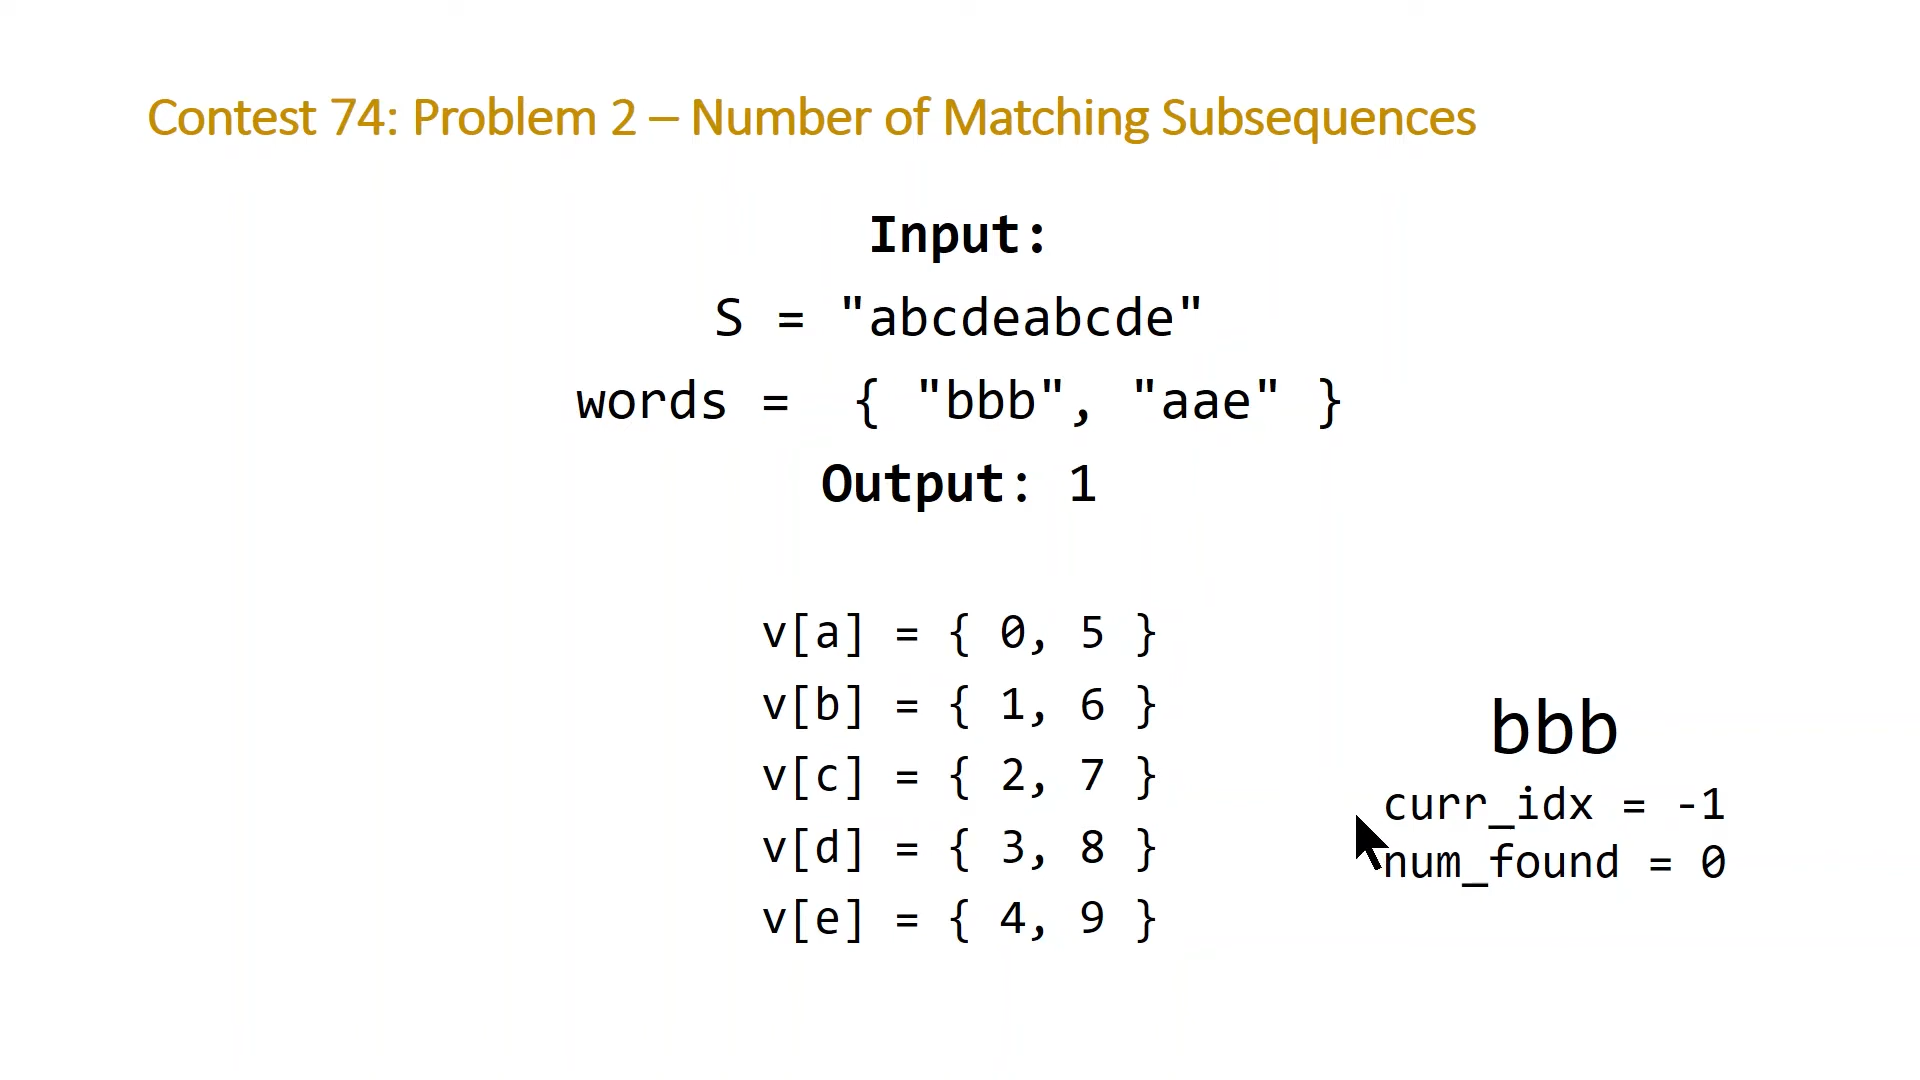 Contest 74: Problem 2 – Number of Matching Subsequences
Input:
S = "abcdeabcde"
words =  { "bbb", "aae" }
Output: 1
v[a] = { 0, 5 }
v[b] = { 1, 6 }
v[c] = { 2, 7 }
v[d] = { 3, 8 }
v[e] = { 4, 9 }
bbb
curr_idx = -1
num_found = 0